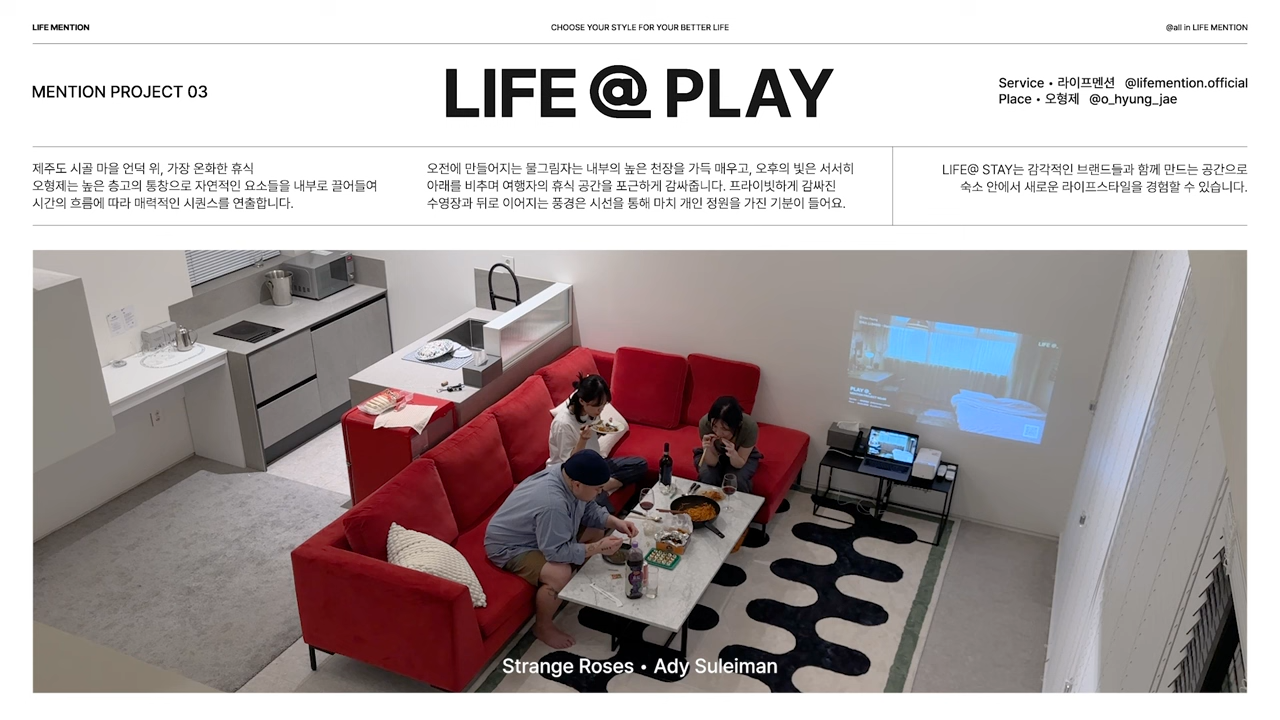 LIFE MENTION
CHOOSE YOUR STYLE FOR YOUR BETTER LIFE
@all in LIFE MENTION
MENTION PROJECT 03
LIFE @ PLAY
Service • 라이프멘션 @lifemention.official
Place • 오형제 @o_hyung_jae
제주도 시골 마을 언덕 위, 가장 온화한 휴식
오형제는 높은 층고의 통창으로 자연적인 요소들을 내부로 끌어들여
시간의 흐름에 따라 매력적인 시퀀스를 연출합니다.
오전에 만들어지는 물그림자는 내부의 높은 천장을 가득 매우고, 오후의 빛은 서서히
아래를 비추며 여행자의 휴식 공간을 포근하게 감싸줍니다. 프라이빗하게 감싸진
수영장과 뒤로 이어지는 풍경은 시선을 통해 마치 개인 정원을 가진 기분이 들어요.
LIFE@ STAY는 감각적인 브랜드들과 함께 만드는 공간으로
숙소 안에서 새로운 라이프스타일을 경험할 수 있습니다.
LIFE @
PLAY @
Strange Roses • Ady Suleiman